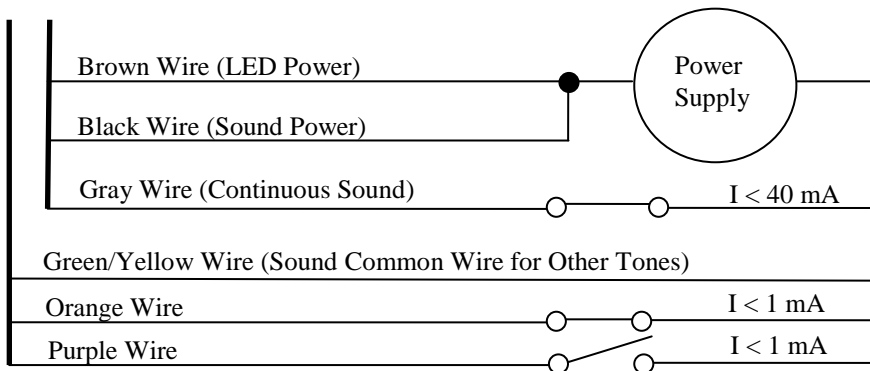 Brown Wire (LED Power)
Power
Supply
Black Wire (Sound Power)
Gray Wire (Continuous Sound)
I < 40 mA
Green/Yellow Wire (Sound Common Wire for Other Tones)
Orange Wire
I < 1 mA
Purple Wire
I < 1 mA